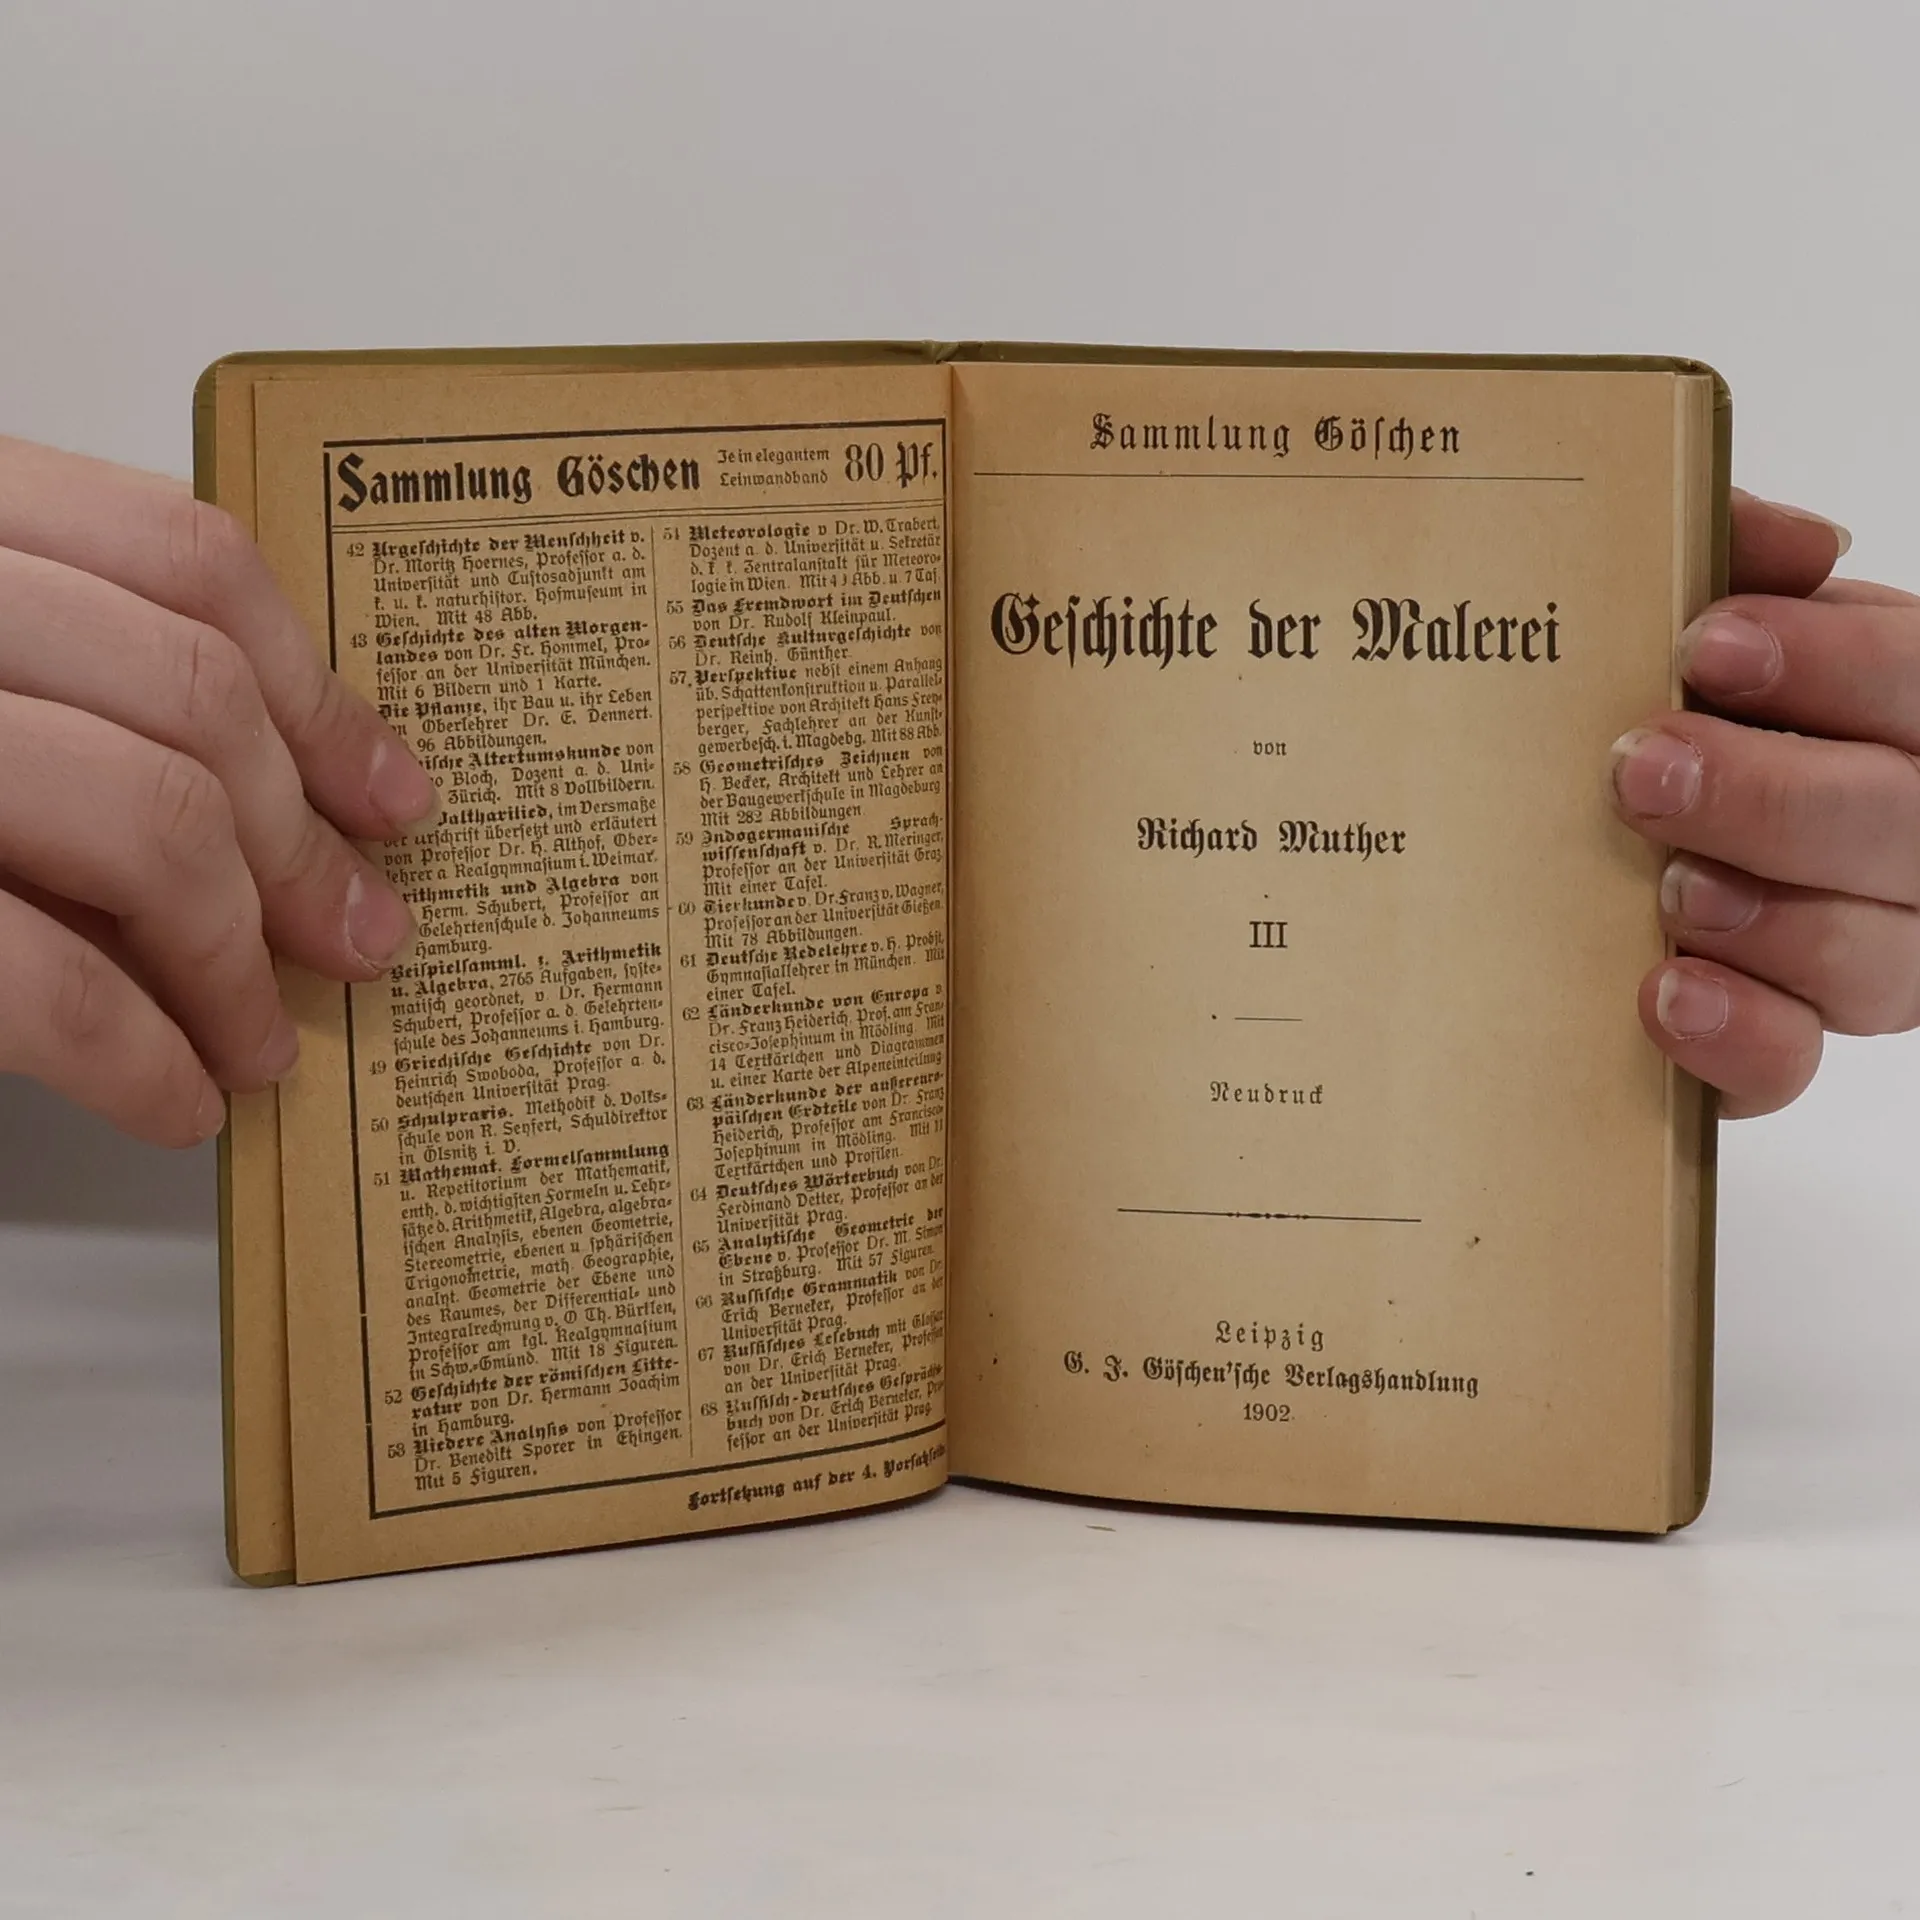 Sammlung Göschen Je in elegantem Leinwandband 80 Pf.
42 Urgeschichte der Menschheit v.
Dr. Moritz Hoernes, Professor a. d.
Universität und Custosadjunkt am
k. u. k. naturhistor. Hofmuseum in
Wien. Mit 48 Abb.
43 Geschichte des alten Morgen-
landes von Dr. Fr. Hommel, Pro-
fessor an der Universität München.
Mit 6 Bildern und 1 Karte.
Die Pflanze, ihr Bau u. ihr Leben
Oberlehrer Dr. E. Dennert.
96 Abbildungen.
Altertumskunde von
Bloch, Dozent a. d. Uni-
Zürich. Mit 8 Vollbildern.
im Versmaße
der Urschrift übersetzt und erläutert
von Professor Dr. H. Althof, Ober-
lehrer a. Realgymnasium i. Weimar.
und Algebra von
Herm. Schubert, Professor an
Gelehrtenschule d. Johanneums
Hamburg.
Beispielsamml. z. Arithmetik
u. Algebra, 2765 Aufgaben, syste-
matisch geordnet, v. Dr. Hermann
Schubert, Professor a. d. Gelehrten-
schule des Johanneums i. Hamburg.
49 Griechische Geschichte von Dr.
Heinrich Swoboda, Professor a. d.
deutschen Universität Prag.
50 Schulpraxis. Methodik d. Volks-
schule von R. Seyfert, Schuldirektor
in Ölsnitz i. V.
51 Mathemat. Formelsammlung
u. Repetitorium der Mathematik,
enth. d. wichtigsten Formeln u. Lehr-
sätze d. Arithmetik, Algebra, algebra-
ischen Analysis, ebenen Geometrie,
Stereometrie, ebenen u. sphärischen
Trigonometrie, math. Geographie,
analyt. Geometrie der Ebene und
des Raumes, der Differential- und
Integralrechnung v. O. Th. Bürklen,
Professor am kgl. Realgymnasium
in Schw.-Gmünd. Mit 18 Figuren.
52 Geschichte der römischen Litte-
ratur von Dr. Hermann Joachim
in Hamburg.
53 Niedere Analysis von Professor
Dr. Benedikt Sporer in Ehingen.
Mit 5 Figuren.
54 Meteorologie v Dr. W. Trabert,
Dozent a. d. Universität u. Sekretär
d. k. k. Zentralanstalt für Meteoro-
logie in Wien. Mit 49 Abb. u. 7 Taf.
55 Das Fremdwort im Deutschen
von Dr. Rudolf Kleinpaul.
56 Deutsche Kulturgeschichte von
Dr. Reinh. Günther.
57 Perspektive nebst einem Anhang
üb. Schattenkonstruktion u. Parallel-
perspektive von Architekt Hans Frey-
berger, Fachlehrer an der Kunst-
gewerbesch. i. Magdebg. Mit 88 Abb.
58 Geometrisches Zeichnen von
H. Becker, Architekt und Lehrer an
der Baugewerkschule in Magdeburg
Mit 282 Abbildungen.
59 Indogermanische Sprach-
wissenschaft v. Dr. R. Meringer,
Professor an der Universität Graz.
Mit einer Tafel.
60 Tierkunde v. Dr. Franz v. Wagner,
Professor an der Universität Gießen.
Mit 78 Abbildungen.
61 Deutsche Redelehre v. H. Probst,
Gymnasiallehrer in München. Mit
einer Tafel.
62 Länderkunde von Europa v.
Dr. Franz Heiderich, Prof. am Fran-
cisco-Josephinum in Mödling. Mit
14 Textkärtchen und Diagrammen
u. einer Karte der Alpeneinteilung.
63 Länderkunde der außereuro-
päischen Erdteile von Dr. Franz
Heiderich, Professor am Francisco-
Josephinum in Mödling. Mit 11
Textkärtchen und Profilen.
64 Deutsches Wörterbuch von Dr.
Ferdinand Detter, Professor an der
Universität Prag.
65 Analytische Geometrie der
Ebene v. Professor Dr. M. Simon
in Straßburg. Mit 57 Figuren.
66 Russische Grammatik von Dr.
Erich Berneker, Professor an der
Universität Prag.
67 Russisches Lesebuch mit Glossar
von Dr. Erich Berneker, Professor
an der Universität Prag.
68 Russisch-deutsches Gesprächs-
buch von Dr. Erich Berneker, Pro-
fessor an der Universität Prag.
Fortsetzung auf der 4. Vorsatzseite
Sammlung Göschen
Geschichte der Malerei
von
Richard Muther
III
Neudruck
Leipzig
G. J. Göschen'sche Verlagshandlung
1902.